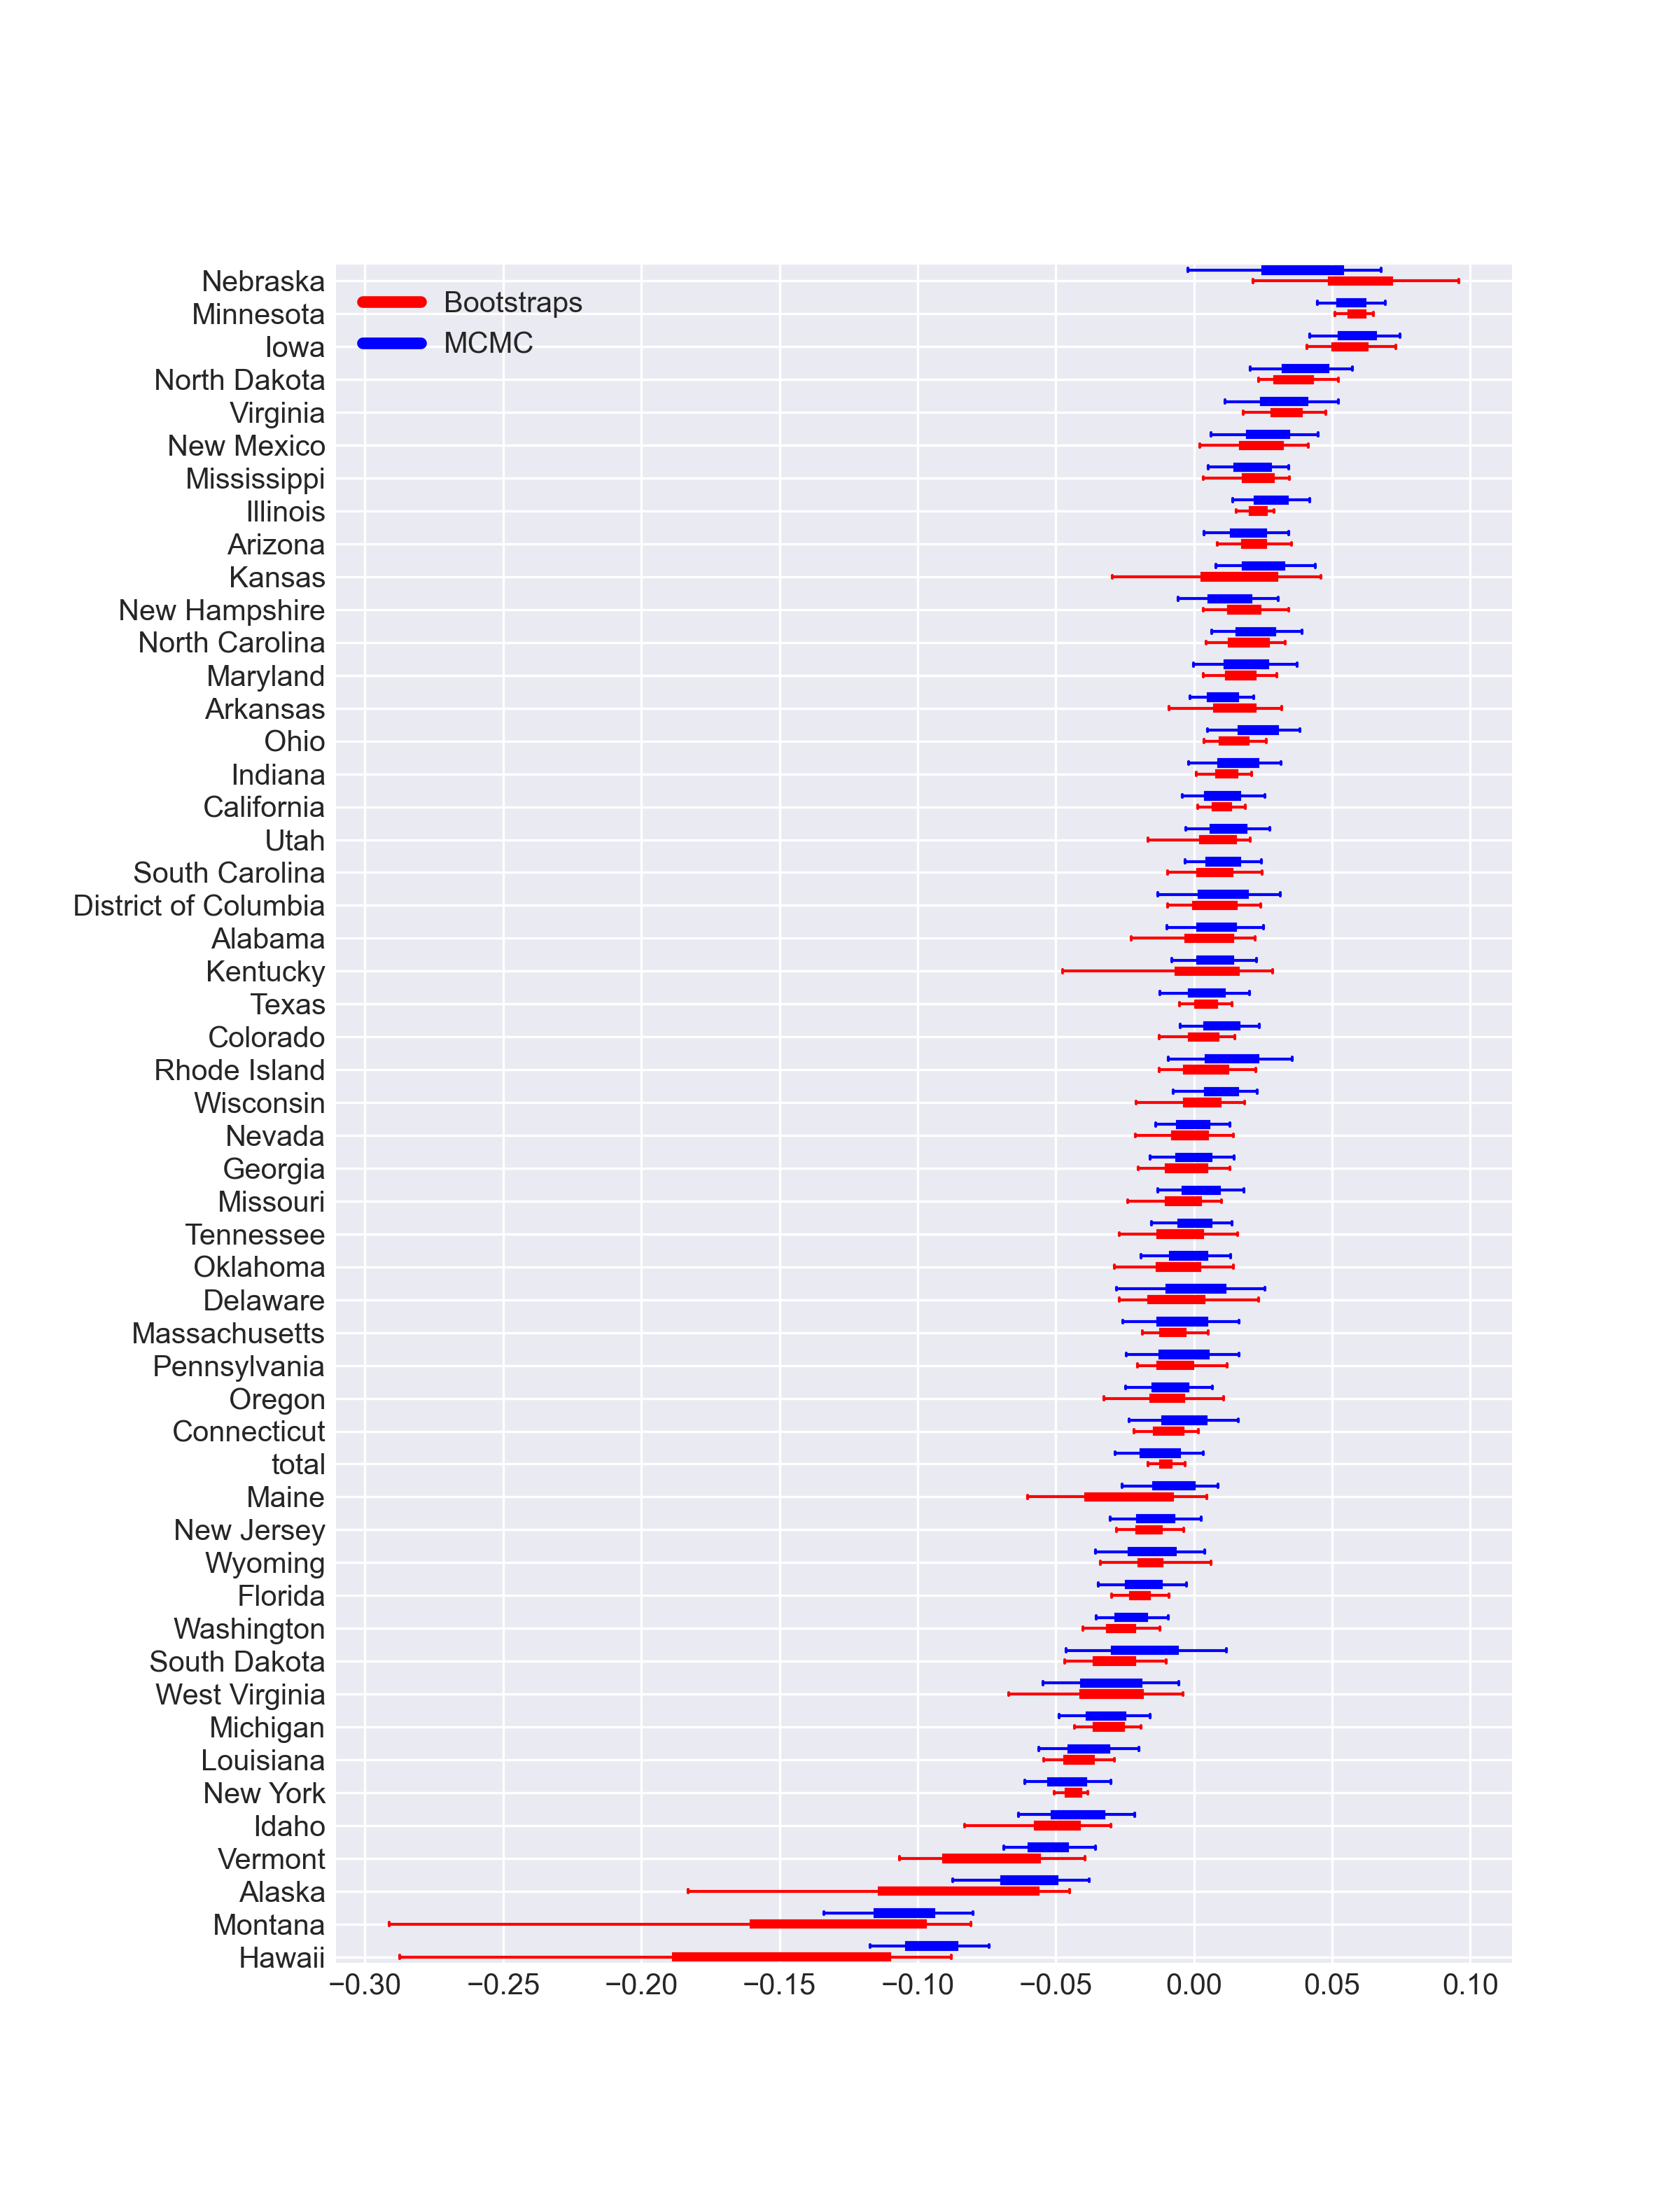 Nebraska
Bootstraps
Minnesota
MCMC
Iowa
North Dakota
Virginia
New Mexico
Mississippi
Illinois
Arizona
Kansas
New Hampshire
North Carolina
Maryland
Arkansas
Ohio
Indiana
California
Utah
South Carolina
District of Columbia
Alabama
Kentucky
Texas
Colorado
Rhode Island
Wisconsin
Nevada
Georgia
Missouri
Tennessee
Oklahoma
Delaware
Massachusetts
Pennsylvania
Oregon
Connecticut
total
Maine
New Jersey
Wyoming
Florida
Washington
South Dakota
West Virginia
Michigan
Louisiana
New York
Idaho
Vermont
Alaska
Montana
Hawaii
−0.30 −0.25 −0.20 −0.15 −0.10 −0.05 0.00 0.05 0.10